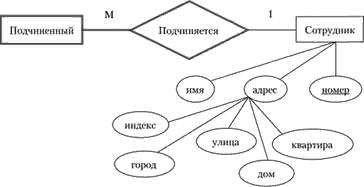 М
1
Подчиненный
Подчиняется
Сотрудник
имя
адрес
номер
индекс
улица
квартира
город
дом